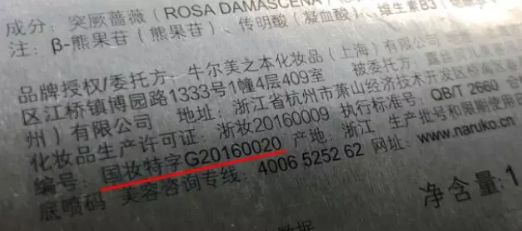 成分：突厥蔷薇（ROSA DAMASCENA）
注：β-熊果苷（熊果苷）、传明酸（凝血酸）、维生素B3
品牌授权/委托方：牛尔美之本化妆品（上海）有限公司
区江桥镇博园路1333号1幢4层409室 被委托方：
州）有限公司 地址：浙江省杭州市萧山经济技术开发区桥
化妆品生产许可证：浙妆20160009 执行标准号：QB/T 2660
编号：国妆特字G20160020 产地：浙江 生产批号和限期使用
底喷码 美容咨询专线：4006 5252 62 网址：www.naruko.
净含量：1
数据